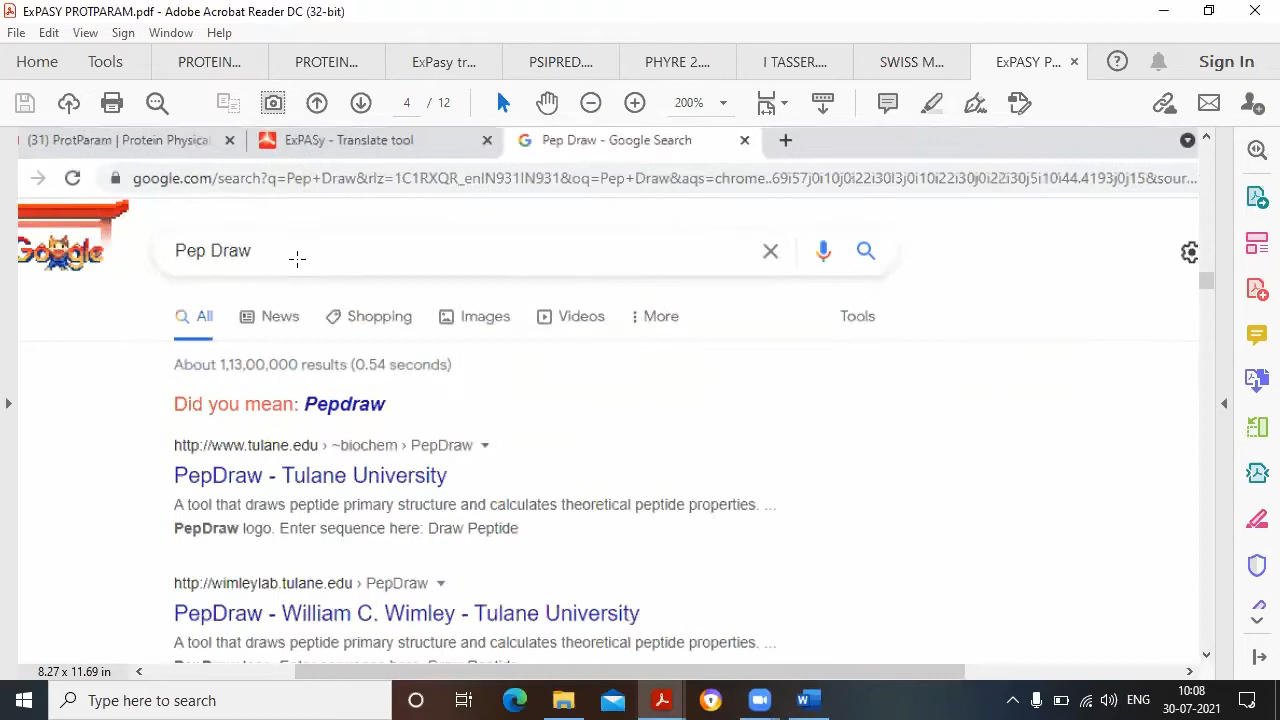 ExPASY PROTPARAM.pdf - Adobe Acrobat Reader DC (32-bit)
File Edit View Sign Window Help
Home Tools PROTEIN... PROTEIN... ExPasy tr... PSIPRED.... PHYRE 2.... I TASSER.... SWISS M... ExPASY P... Sign In
4 / 12 200%
(31) ProtParam | Protein Physical ExPASy - Translate tool Pep Draw - Google Search
google.com/search?q=Pep+Draw&rlz=1C1RXQR_enIN931IN931&oq=Pep+Draw&aqs=chrome..69i57j0i10j0i22i30l3j0i10i22i30j0i22i30j5i10i44.4193j0j15&sour...
Google
Pep Draw
All News Shopping Images Videos More Tools
About 1,13,00,000 results (0.54 seconds)
Did you mean: Pepdraw
http://www.tulane.edu › ~biochem › PepDraw
PepDraw - Tulane University
A tool that draws peptide primary structure and calculates theoretical peptide properties. ...
PepDraw logo. Enter sequence here: Draw Peptide
http://wimleylab.tulane.edu › PepDraw
PepDraw - William C. Wimley - Tulane University
A tool that draws peptide primary structure and calculates theoretical peptide properties. ...
8.27 x 11.69 in
Type here to search
ENG
10:08
30-07-2021